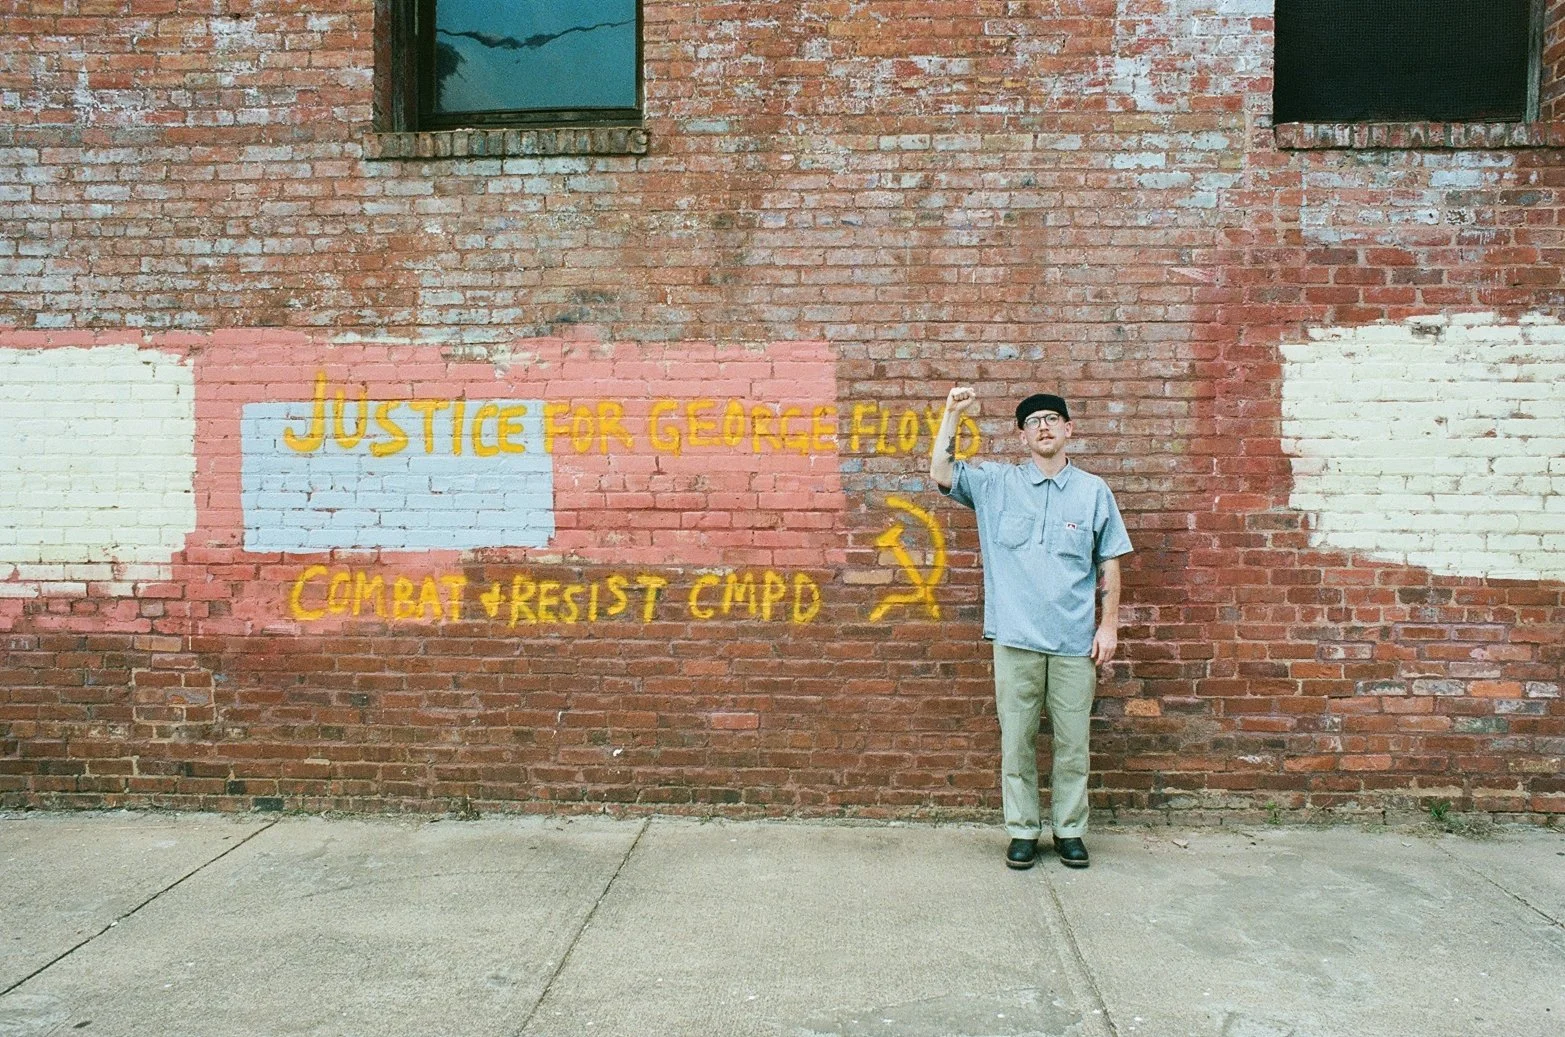 JUSTICE FOR GEORGE FLOYD
COMBAT + RESIST CMPD